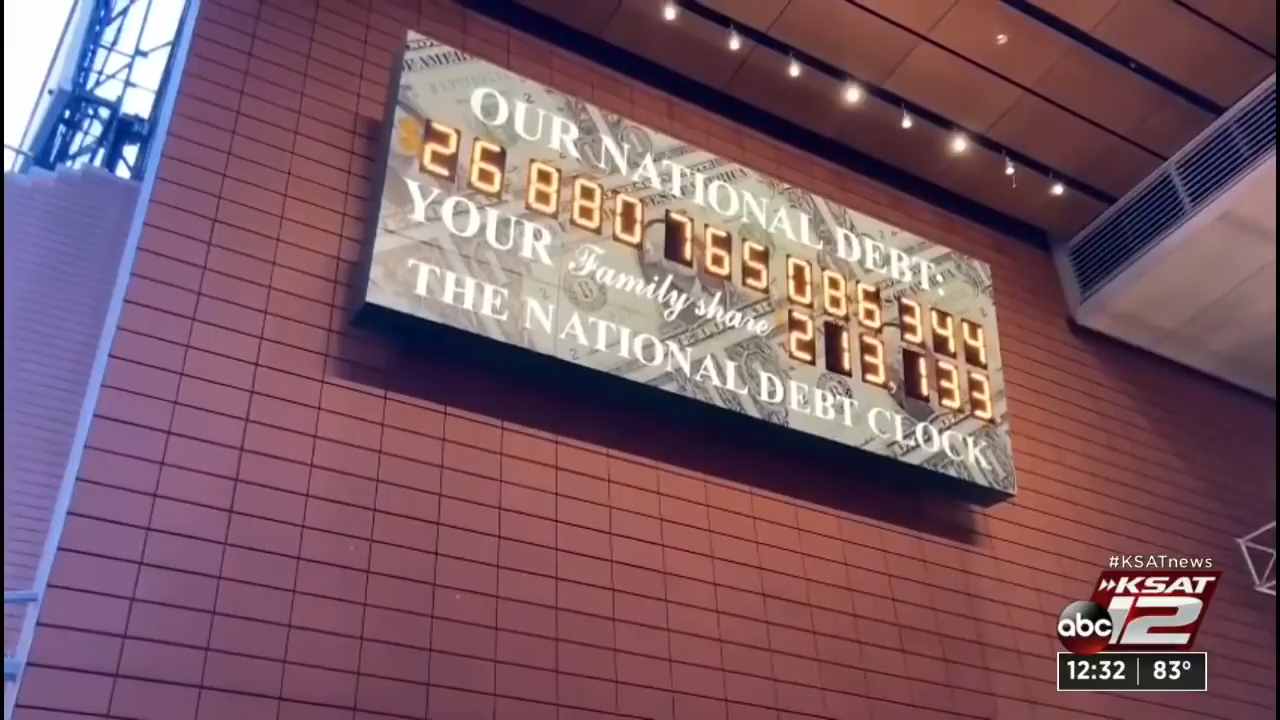 OUR NATIONAL DEBT:
$26 880 765 086 344
YOUR Family share $213,133
THE NATIONAL DEBT CLOCK
#KSATnews
KSAT
abc 12
12:32 | 83°